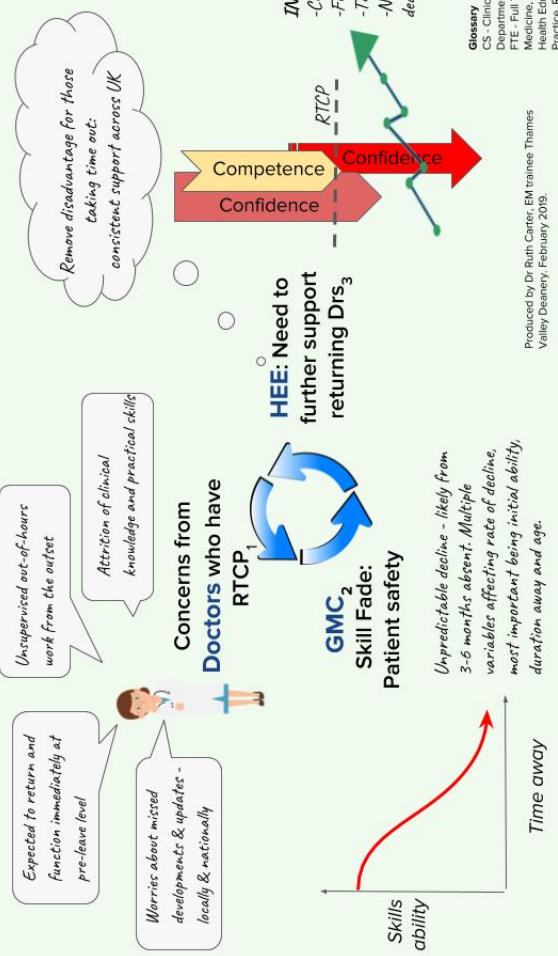 Unsupervised out-of-hours
work from the outset
Expected to return and
function immediately at
pre-leave level
Attrition of clinical
knowledge and practical skills
Worries about missed
developments & updates -
locally & nationally
Remove disadvantage for those
taking time out:
consistent support across UK
Concerns from
Doctors who have
RTCP1
GMC2
Skill Fade:
Patient safety
HEE: Need to
further support
returning Drs3
Competence
Confidence
Confidence
RTCP
Skills
ability
Time away
Unpredictable decline - likely from
3-6 months absent. Multiple
variables affecting rate of decline,
most important being initial ability,
duration away and age.
Produced by Dr Ruth Carter, EM trainee Thames
Valley Deanery. February 2019.
Glossary
CS - Clinic
Departme
FTE - Full
Medicine,
Health Ed
Practice,